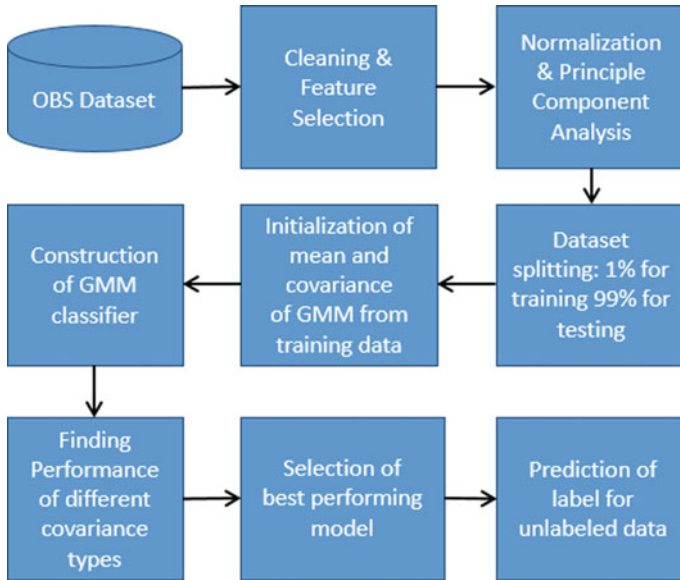 OBS Dataset
Cleaning &
Feature
Selection
Normalization
& Principle
Component
Analysis
Dataset
splitting: 1% for
training 99% for
testing
Initialization of
mean and
covariance
of GMM from
training data
Construction
of GMM
classifier
Finding
Performance
of different
covariance
types
Selection of
best performing
model
Prediction of
label for
unlabeled data